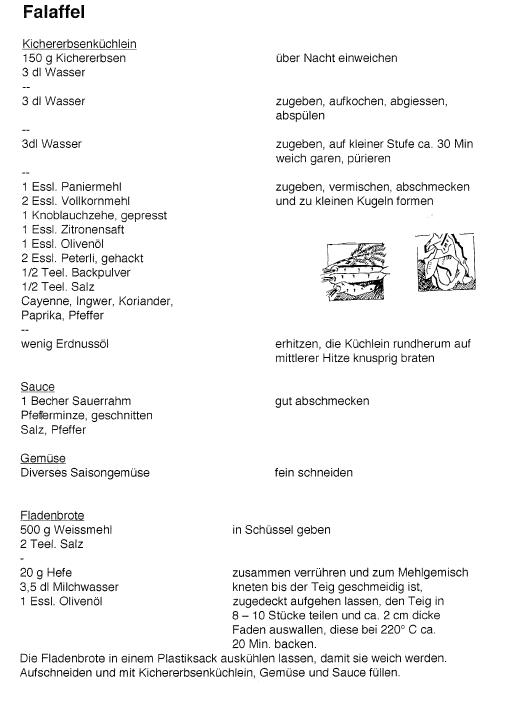 Falaffel
Kichererbsenküchlein
150 g Kichererbsen über Nacht einweichen
3 dl Wasser
--
3 dl Wasser zugeben, aufkochen, abgiessen,
abspülen
--
3dl Wasser zugeben, auf kleiner Stufe ca. 30 Min
weich garen, pürieren
--
1 Essl. Paniermehl zugeben, vermischen, abschmecken
2 Essl. Vollkornmehl und zu kleinen Kugeln formen
1 Knoblauchzehe, gepresst
1 Essl. Zitronensaft
1 Essl. Olivenöl
2 Essl. Peterli, gehackt
1/2 Teel. Backpulver
1/2 Teel. Salz
Cayenne, Ingwer, Koriander,
Paprika, Pfeffer
--
wenig Erdnussöl erhitzen, die Küchlein rundherum auf
mittlerer Hitze knusprig braten
Sauce
1 Becher Sauerrahm gut abschmecken
Pfefferminze, geschnitten
Salz, Pfeffer
Gemüse
Diverses Saisongemüse fein schneiden
Fladenbrote
500 g Weissmehl in Schüssel geben
2 Teel. Salz
-
20 g Hefe zusammen verrühren und zum Mehlgemisch
3,5 dl Milchwasser kneten bis der Teig geschmeidig ist,
1 Essl. Olivenöl zugedeckt aufgehen lassen, den Teig in
8 – 10 Stücke teilen und ca. 2 cm dicke
Faden auswallen, diese bei 220° C ca.
20 Min. backen.
Die Fladenbrote in einem Plastiksack auskühlen lassen, damit sie weich werden.
Aufschneiden und mit Kichererbsenküchlein, Gemüse und Sauce füllen.